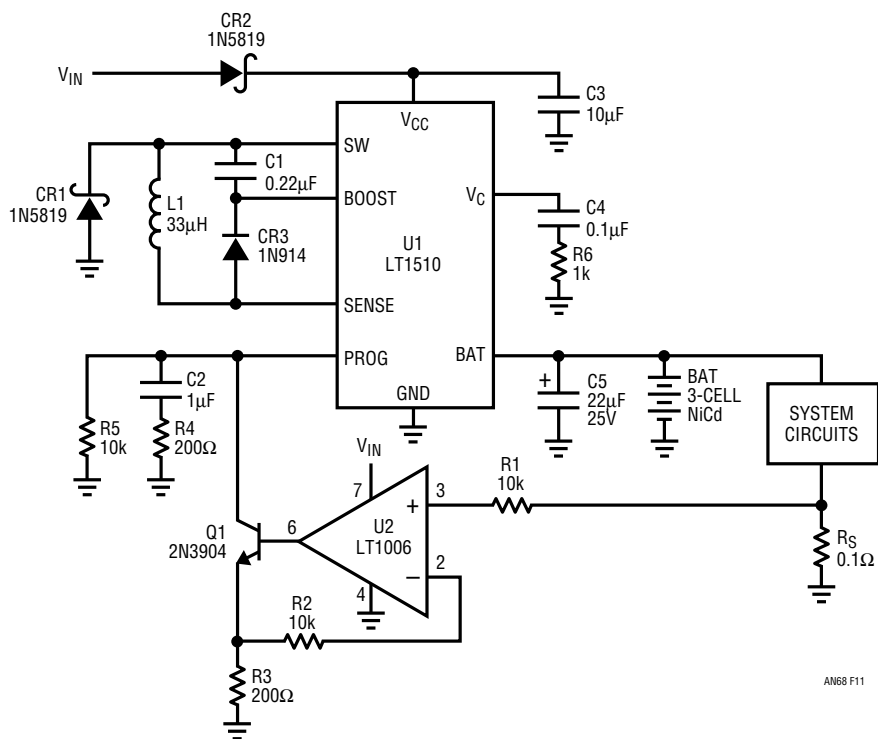 CR2
1N5819
V_IN
C3
10µF
V_CC
SW
C1
0.22µF
CR1
1N5819
L1
33µH
BOOST
V_C
C4
0.1µF
CR3
1N914
U1
LT1510
R6
1k
SENSE
PROG
BAT
C2
1µF
GND
C5
22µF
25V
+
BAT
3-CELL
NiCd
SYSTEM
CIRCUITS
R5
10k
R4
200Ω
V_IN
R1
10k
7
3
+
Q1
2N3904
6
U2
LT1006
2
–
R_S
0.1Ω
4
R2
10k
R3
200Ω
AN68 F11